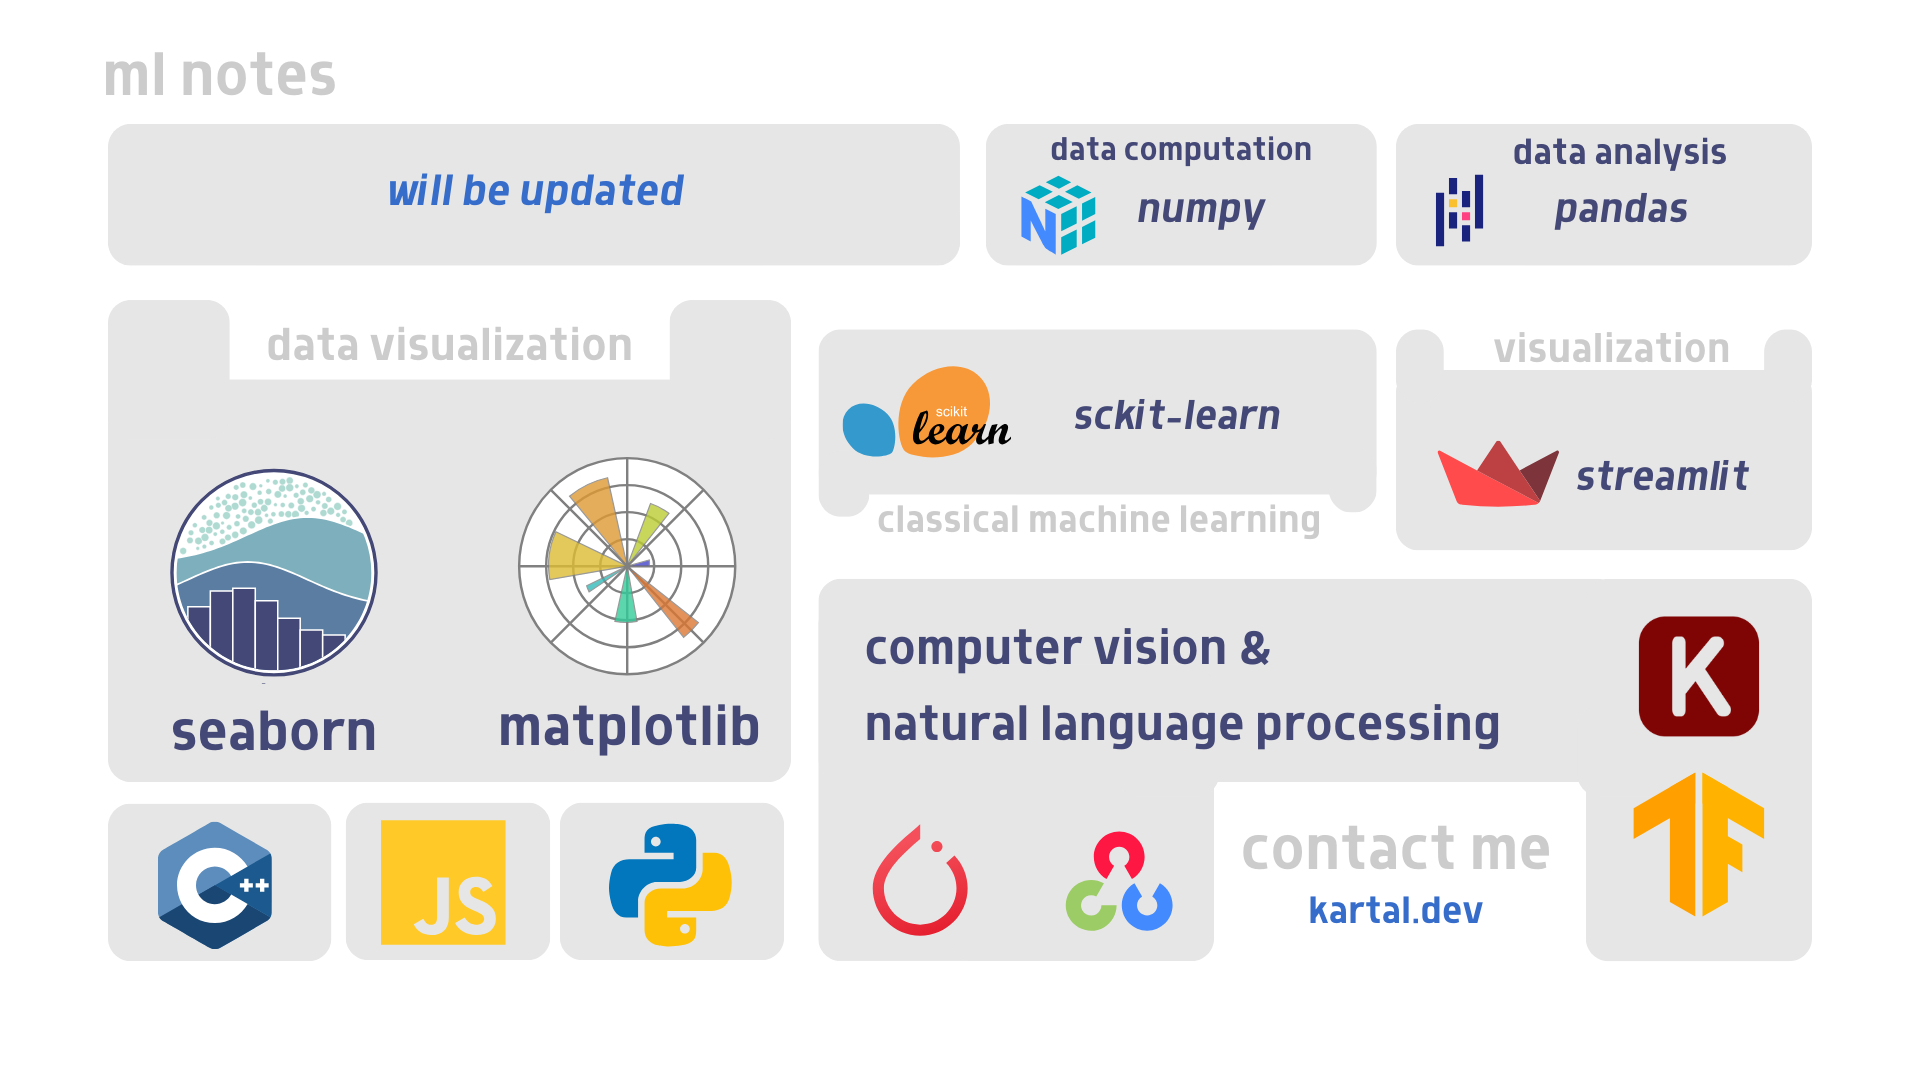 ml notes
will be updated
data computation
numpy
data analysis
pandas
data visualization
seaborn
matplotlib
scikit
learn
sckit-learn
classical machine learning
visualization
streamlit
computer vision &
natural language processing
K
TF
C++
JS
contact me
kartal.dev